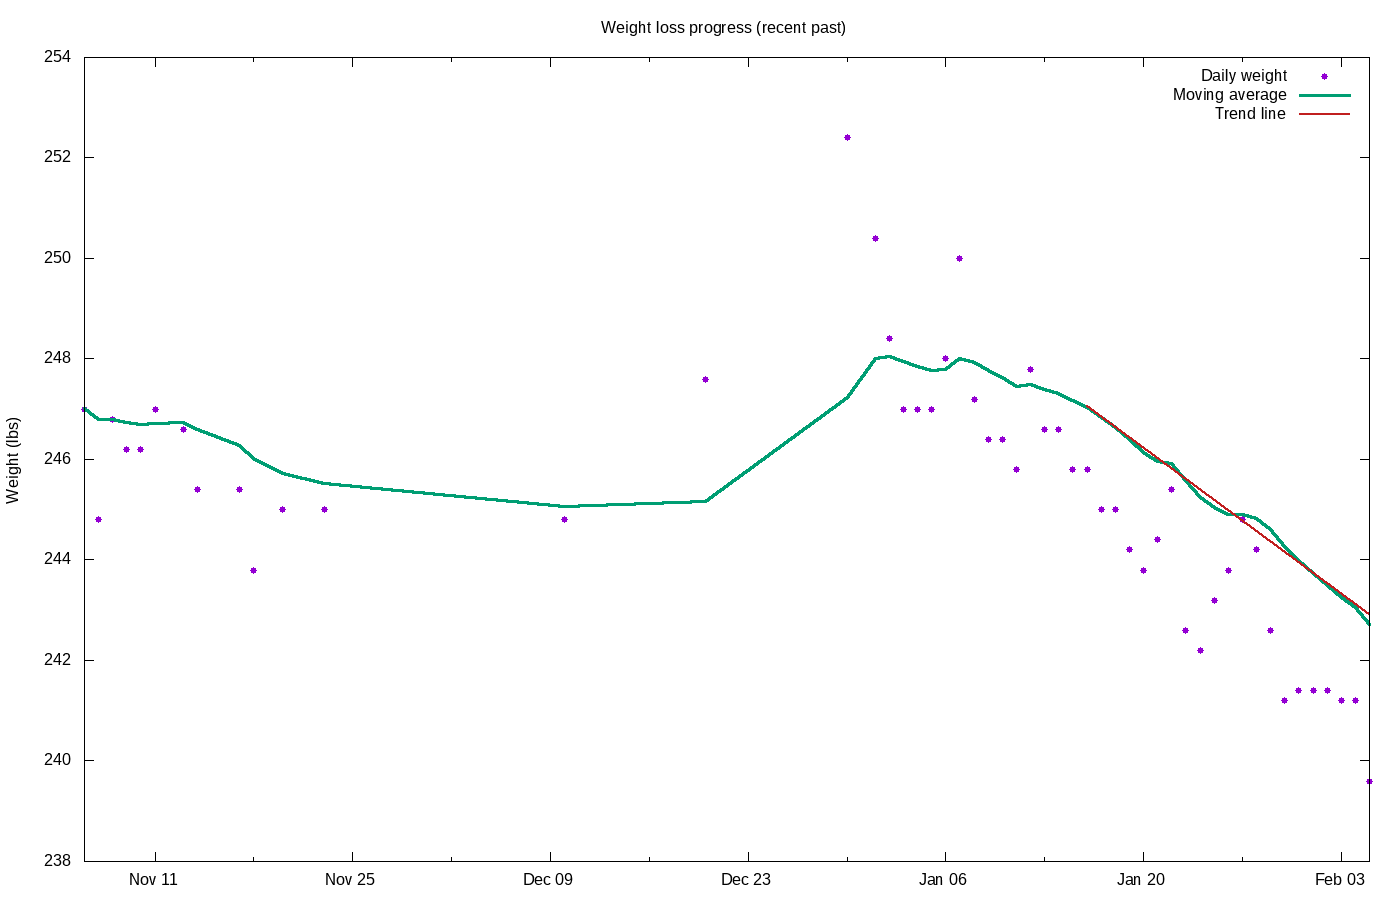 Weight loss progress (recent past)
Daily weight
Moving average
Trend line
Weight (lbs)
254
252
250
248
246
244
242
240
238
Nov 11
Nov 25
Dec 09
Dec 23
Jan 06
Jan 20
Feb 03